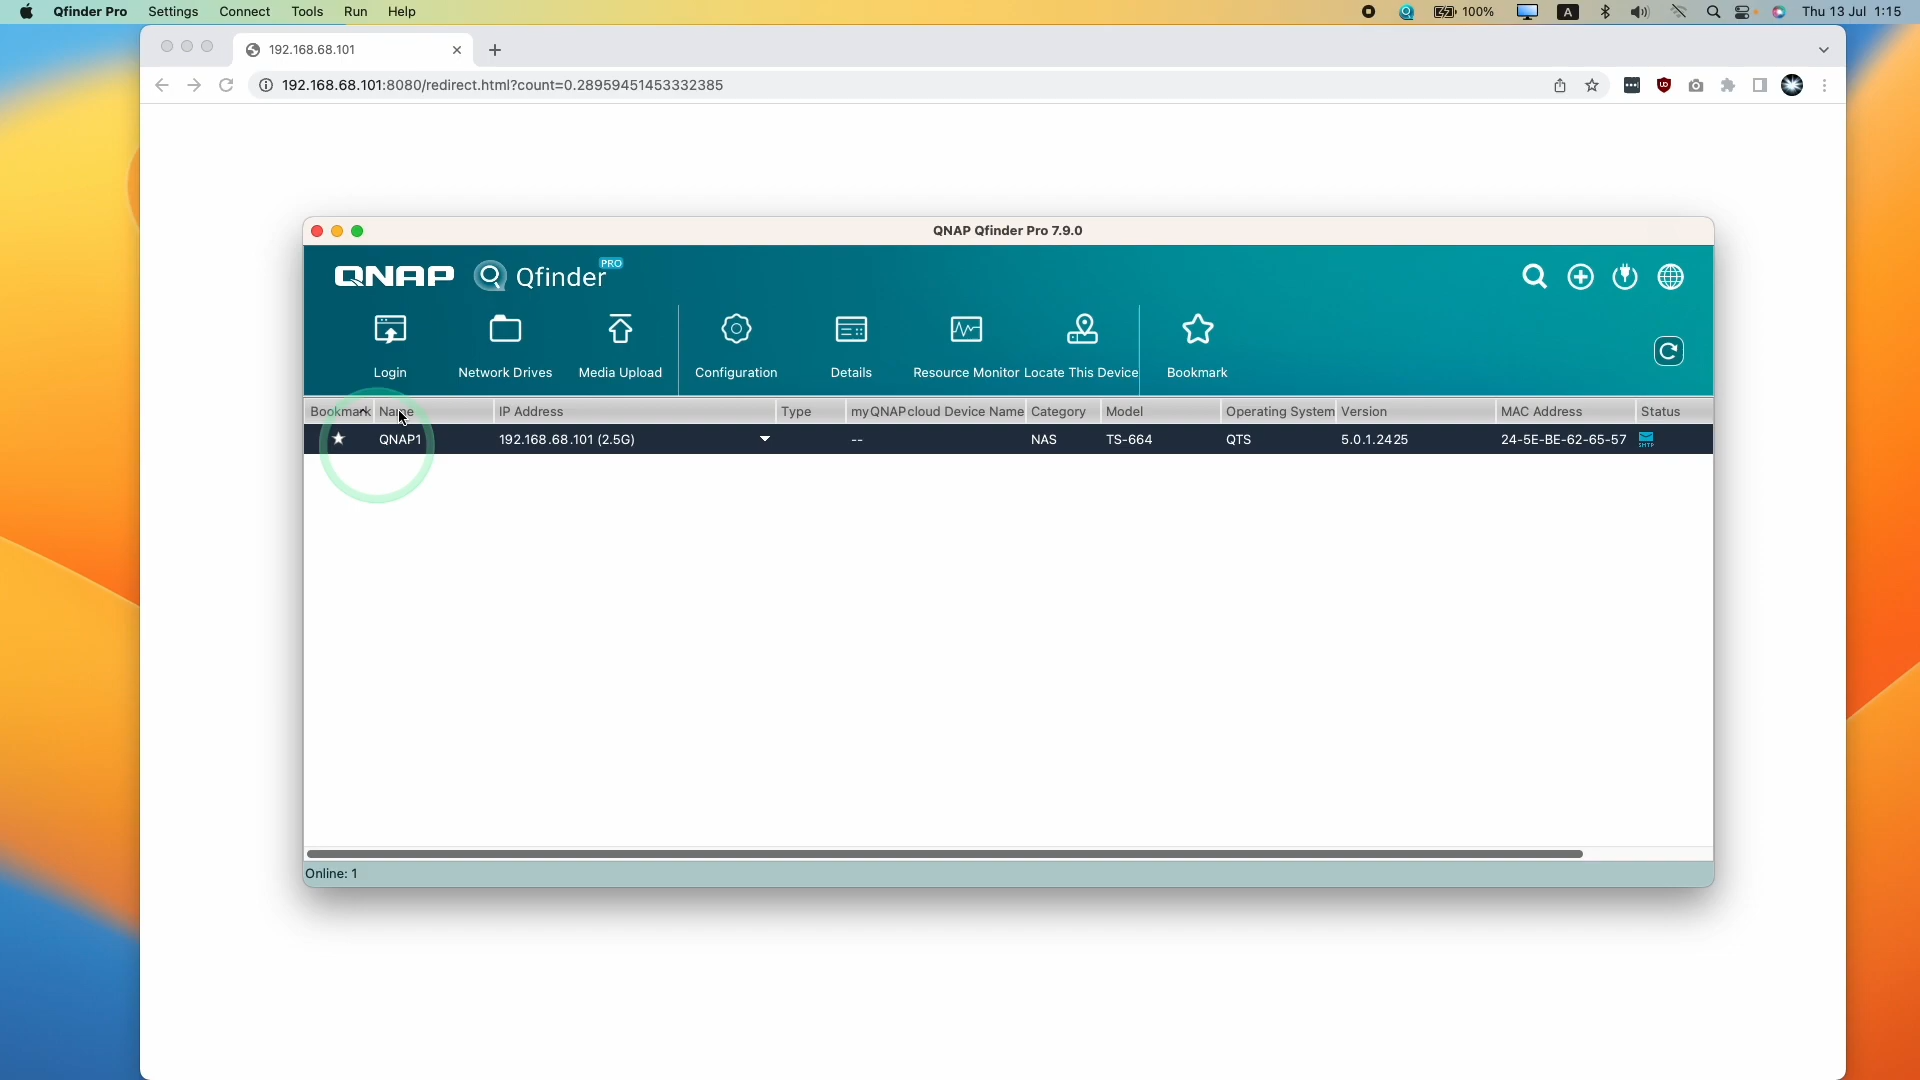 Qfinder Pro Settings Connect Tools Run Help 100% A Thu 13 Jul 1:15
192.168.68.101
192.168.68.101:8080/redirect.html?count=0.28959451453332385
QNAP Qfinder Pro 7.9.0
QNAP Qfinder PRO
Login Network Drives Media Upload Configuration Details Resource Monitor Locate This Device Bookmark
Bookmark Name IP Address Type myQNAPcloud Device Name Category Model Operating System Version MAC Address Status
QNAP1 192.168.68.101 (2.5G) -- NAS TS-664 QTS 5.0.1.2425 24-5E-BE-62-65-57 SMTP
Online: 1